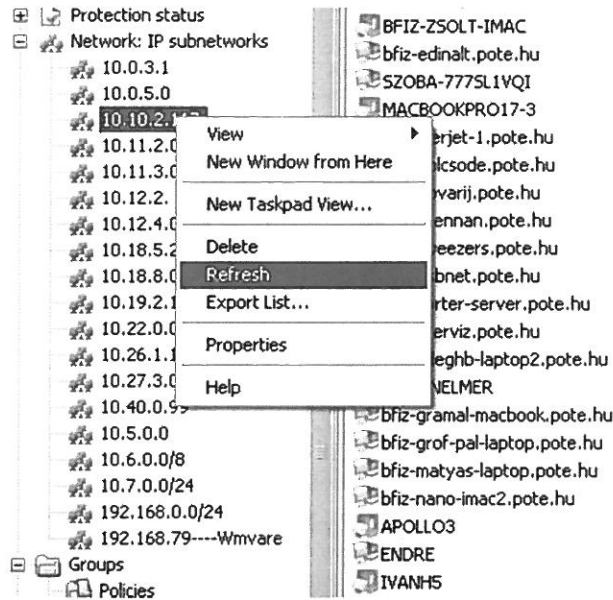 Protection status
Network: IP subnetworks
10.0.3.1
10.0.5.0
10.10.2.
10.11.2.0
10.11.3.0
10.12.2.
10.12.4.0
10.18.5.2
10.18.8.0
10.19.2.1
10.22.0.0
10.26.1.1
10.27.3.0
10.40.0.99
10.5.0.0
10.6.0.0/8
10.7.0.0/24
192.168.0.0/24
192.168.79----Wmvare
Groups
Policies
View
New Window from Here
New Taskpad View...
Delete
Refresh
Export List...
Properties
Help
BFIZ-ZSOLT-IMAC
bfiz-edinalt.pote.hu
SZOBA-777SL1VQI
MACBOOKPRO17-3
erjet-1.pote.hu
lcsode.pote.hu
varij.pote.hu
ennan.pote.hu
eezers.pote.hu
bnet.pote.hu
rter-server.pote.hu
erviz.pote.hu
eghb-laptop2.pote.hu
NELMER
bfiz-gramal-macbook.pote.hu
bfiz-grof-pal-laptop.pote.hu
bfiz-matyas-laptop.pote.hu
bfiz-nano-imac2.pote.hu
APOLLO3
ENDRE
IVANH5